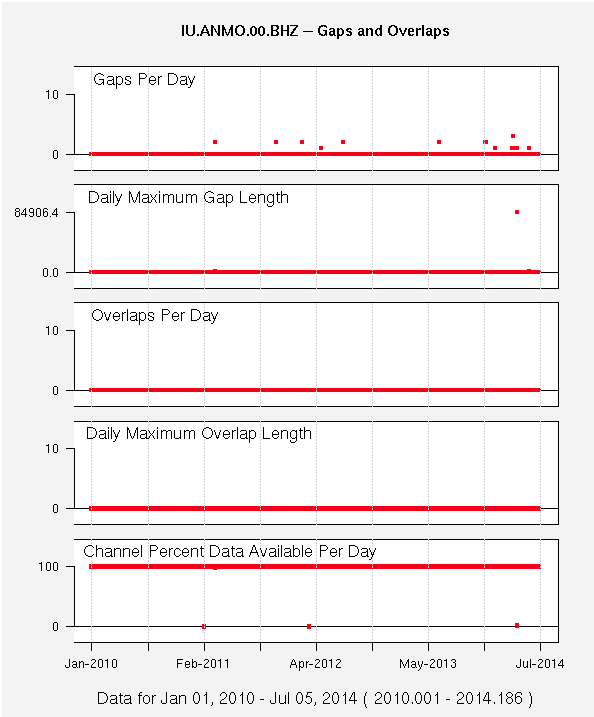 IU.ANMO.00.BHZ — Gaps and Overlaps
Gaps Per Day
10
0
Daily Maximum Gap Length
84906.4
0.0
Overlaps Per Day
10
0
Daily Maximum Overlap Length
10
0
Channel Percent Data Available Per Day
100
0
Jan-2010 Feb-2011 Apr-2012 May-2013 Jul-2014
Data for Jan 01, 2010 - Jul 05, 2014 ( 2010.001 - 2014.186 )